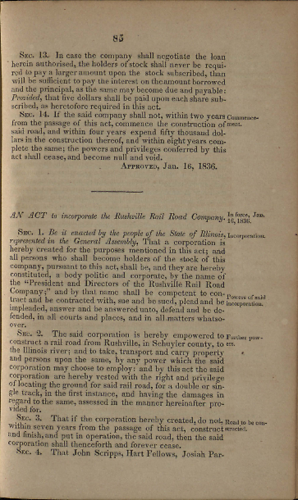 85
SEC. 13. In case the company shall negotiate the loan
herein authorised, the holders of stock shall never be requi-
red to pay a larger amount upon the stock subscribed, than
will be sufficient to pay the interest on the amount borrowed
and the principal, as the same may become due and payable:
Provided, that five dollars shall be paid upon each share sub-
scribed, as heretofore required in this act.
SEC. 14. If the said company shall not, within two years
from the passage of this act, commence the construction of
said road, and within four years expend fifty thousand dol-
lars in the construction thereof, and within eight years com-
plete the same; the powers and privileges conferred by this
act shall cease, and become null and void.
Commence-
ment.
APPROVED, Jan. 16, 1836.
AN ACT to incorporate the Rushville Rail Road Company.
In force, Jan.
16, 1836.
SEC. 1. Be it enacted by the people of the State of Illinois,
represented in the General Assembly, That a corporation is
hereby created for the purposes mentioned in this act; and
all persons who shall become holders of the stock of this
company, pursuant to this act, shall be, and they are hereby
constituted, a body politic and corporate, by the name of
the "President and Directors of the Rushville Rail Road
Company;" and by that name shall be competent to con-
tract and be contracted with, sue and be sued, plead and be
impleaded, answer and be answered unto, defend and be de-
fended, in all courts and places, and in all matters whatso-
ever.
Incorporation.
Powers of said
incorporation.
SEC. 2. The said corporation is hereby empowered to
construct a rail road from Rushville, in Schuyler county, to
the Illinois river; and to take, transport and carry property
and persons upon the same, by any power which the said
corporation may choose to employ: and by this act the said
corporation are hereby vested with the right and privilege
of locating the ground for said rail road, for a double or sin-
gle track, in the first instance, and having the damages in
regard to the same, assessed in the manner hereinafter pro-
vided for.
Further pow-
ers.
SEC. 3. That if the corporation hereby created, do not,
within seven years from the passage of this act, construct
and finish, and put in operation, the said road, then the said
corporation shall thenceforth and forever cease.
Road to be con-
structed.
SEC. 4. That John Scripps, Hart Fellows, Josiah Par-